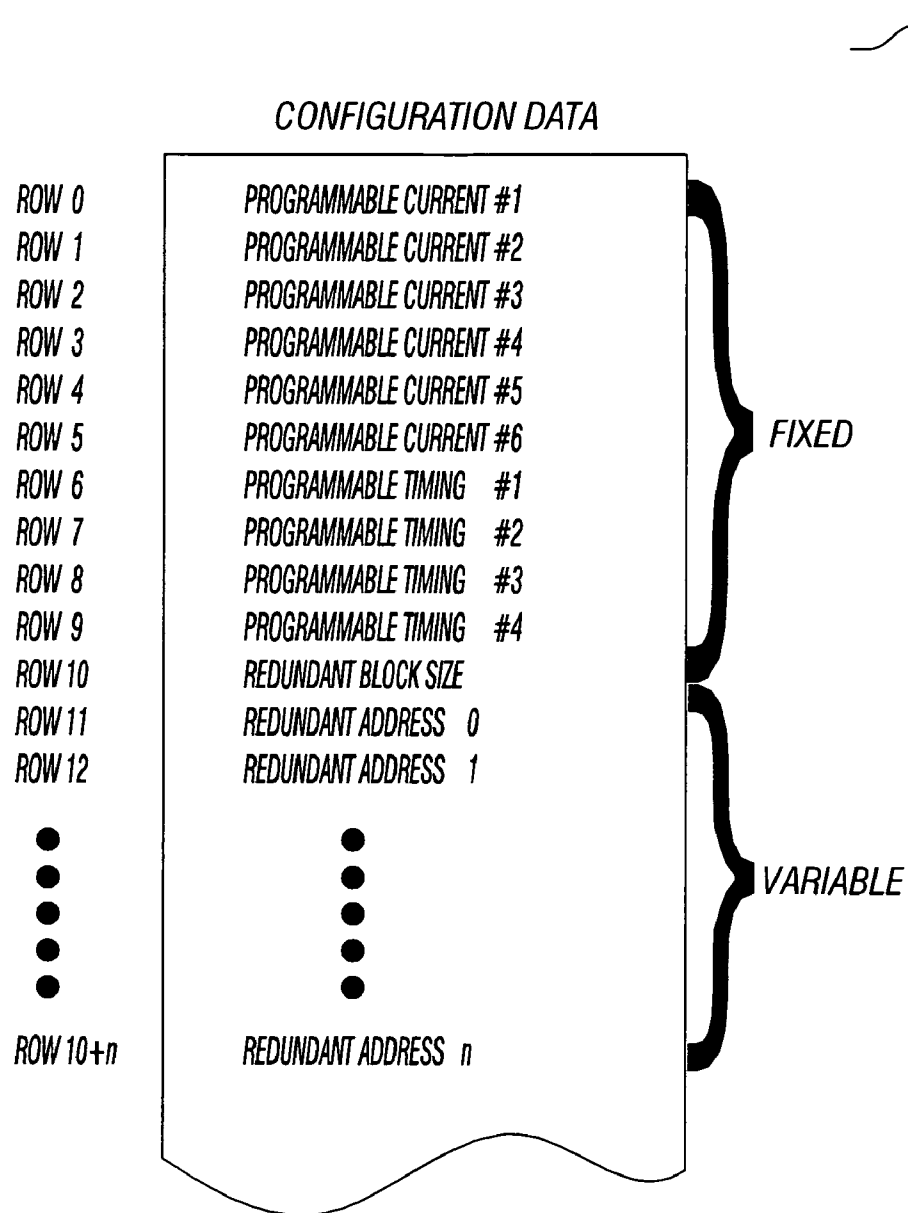 CONFIGURATION DATA
ROW 0 PROGRAMMABLE CURRENT #1
ROW 1 PROGRAMMABLE CURRENT #2
ROW 2 PROGRAMMABLE CURRENT #3
ROW 3 PROGRAMMABLE CURRENT #4
ROW 4 PROGRAMMABLE CURRENT #5
ROW 5 PROGRAMMABLE CURRENT #6
FIXED
ROW 6 PROGRAMMABLE TIMING #1
ROW 7 PROGRAMMABLE TIMING #2
ROW 8 PROGRAMMABLE TIMING #3
ROW 9 PROGRAMMABLE TIMING #4
ROW 10 REDUNDANT BLOCK SIZE
ROW 11 REDUNDANT ADDRESS 0
ROW 12 REDUNDANT ADDRESS 1
VARIABLE
ROW 10+n REDUNDANT ADDRESS n